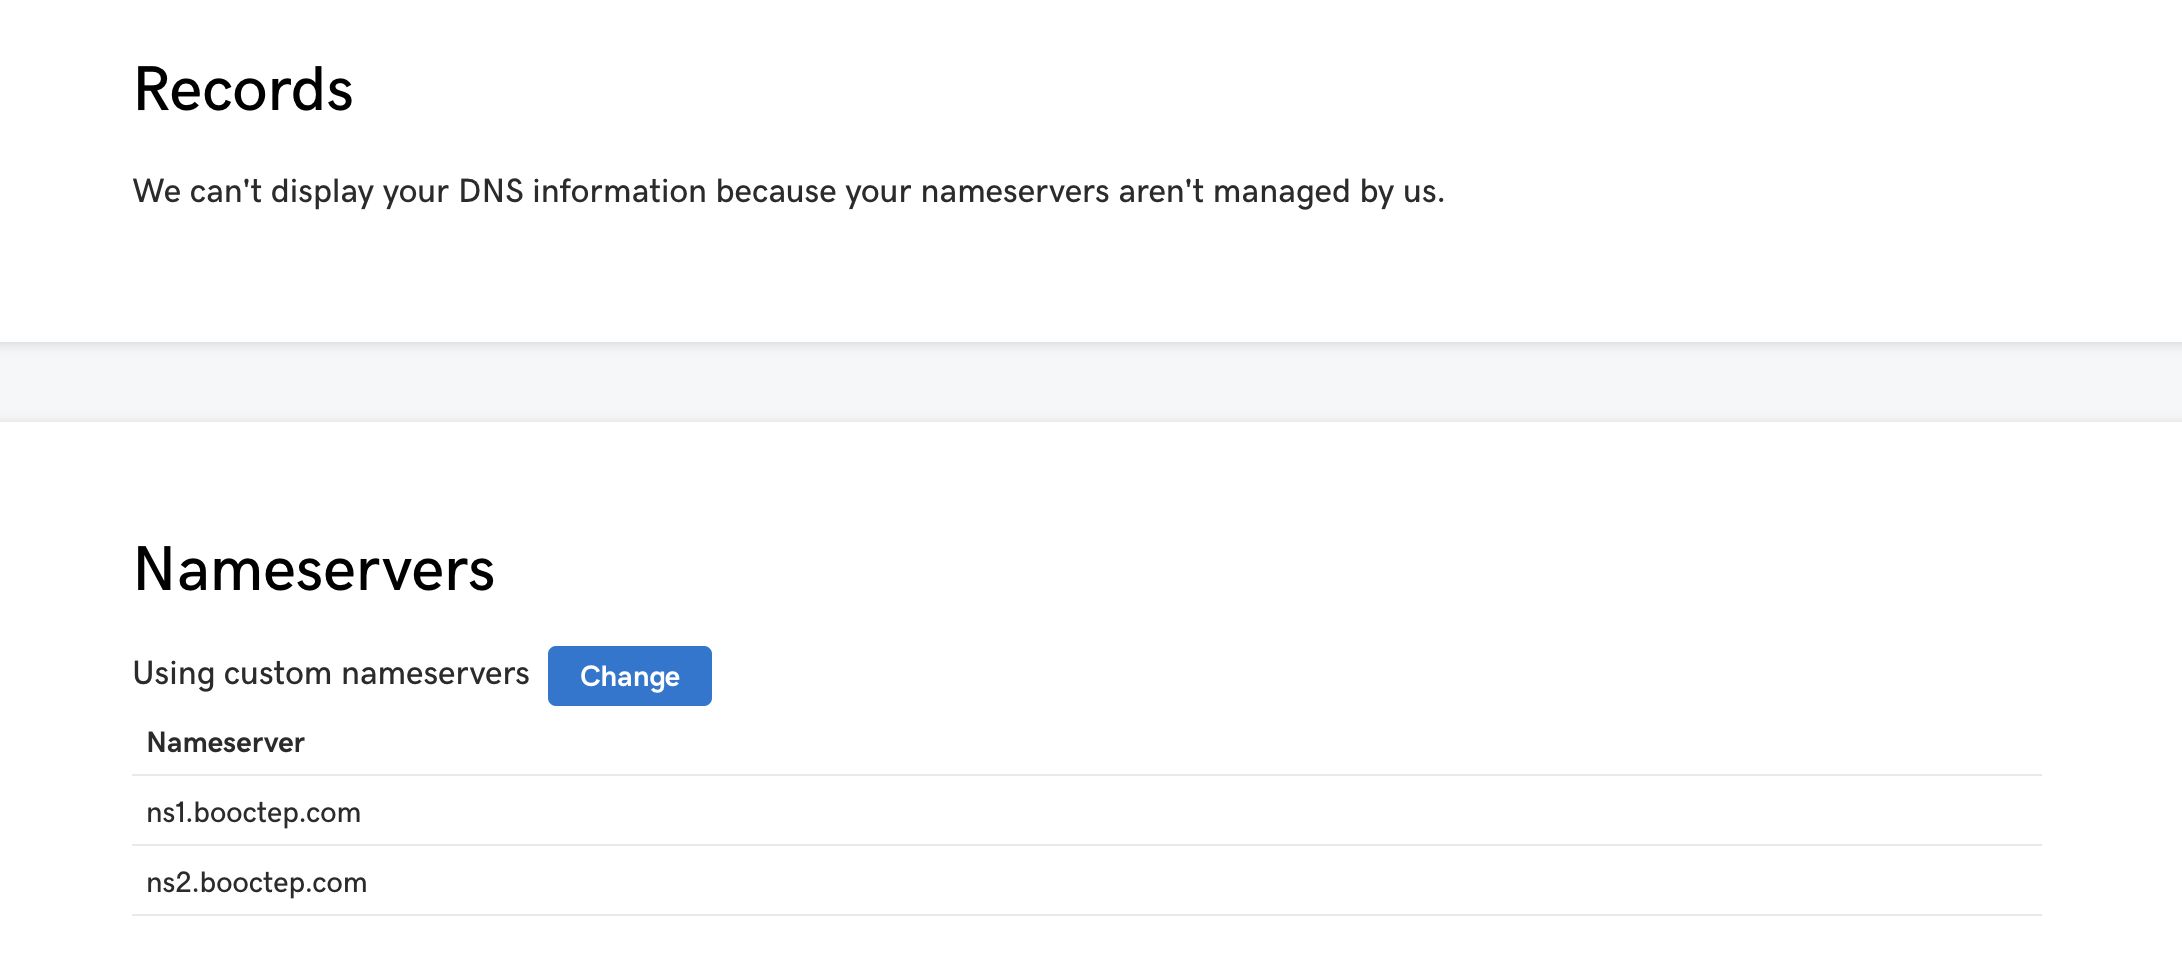 Records
We can't display your DNS information because your nameservers aren't managed by us.
Nameservers
Using custom nameservers Change
Nameserver
ns1.booctep.com
ns2.booctep.com